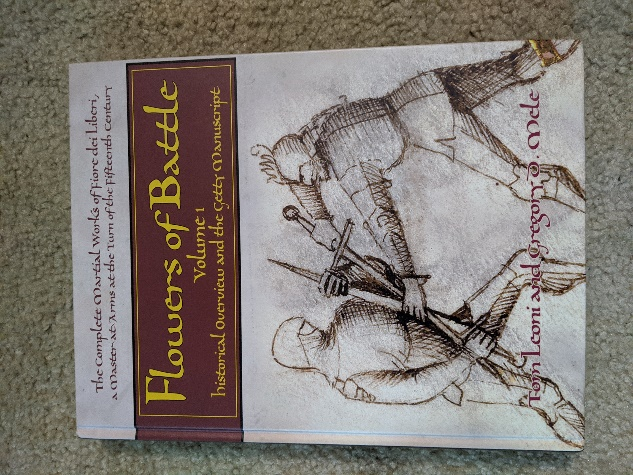 The Complete Martial Works of Fiore dei Liberi,
a Master-at-Arms at the Turn of the Fifteenth Century
Flowers of Battle
Volume 1
Historical Overview and the Getty Manuscript
Tom Leoni and Gregory D. Mele